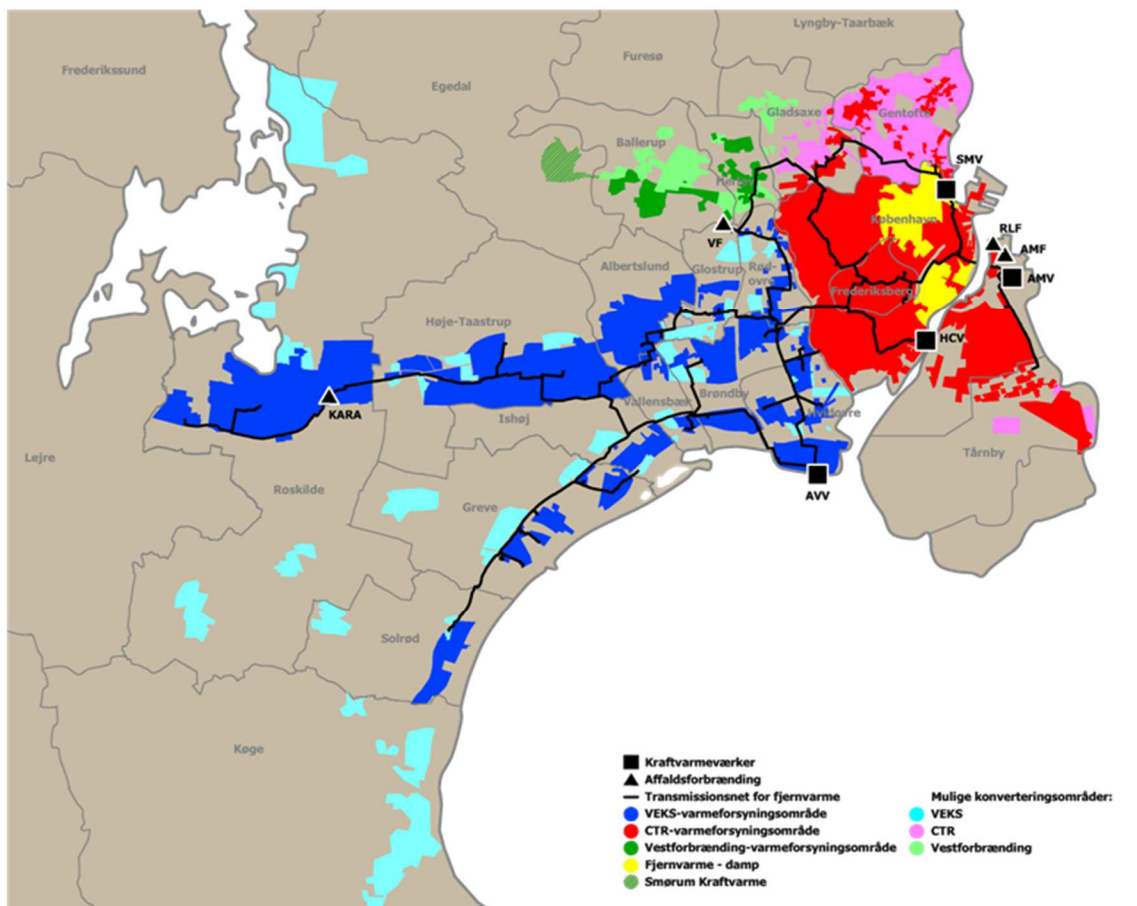 Lyngby-Taarbæk
Furesø
Frederikssund
Egedal
Gladsaxe
Gentofte
Ballerup
SMV
Herlev
København
RLF
VF
AMF
Albertslund
Glostrup
Rød-
ovre
AMV
Frederiksberg
Høje-Taastrup
HCV
Brøndby
Vallensbæk
KARA
Ishøj
Hvidovre
Lejre
Tårnby
Roskilde
AVV
Greve
Solrød
Køge
Kraftvarmeværker
Affaldsforbrænding
Transmissionsnet for fjernvarme
Mulige konverteringsområder:
VEKS-varmeforsyningsområde
VEKS
CTR-varmeforsyningsområde
CTR
Vestforbrænding-varmeforsyningsområde
Vestforbrænding
Fjernvarme - damp
Smørum Kraftvarme